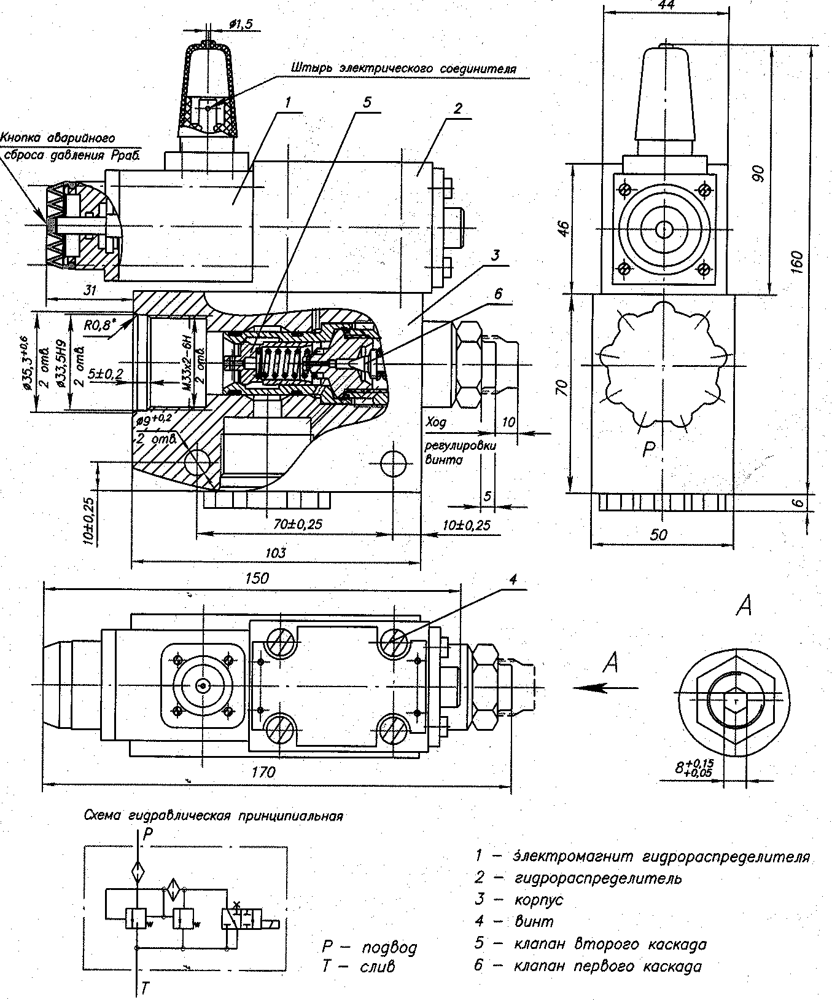 44
Ø1,5
Штырь электрического соединителя
1
5
2
Кнопка аварийного
сброса давления Рраб.
90
46
160
3
31
6
R0,8*
Ø35,3+0,6
2 отв.
Ø33,5H9
2 отв.
5±0,2
М33х2-6Н
2 отв.
70
Ø9+0,2
2 отв.
Ход
10
регулировки
винта
P
10±0,25
5
6
70±0,25
10±0,25
50
103
150
4
А
А
170
8+0,15
+0,05
Схема гидравлическая принципиальная
P
1 – электромагнит гидрораспределителя
2 – гидрораспределитель
3 – корпус
4 – винт
5 – клапан второго каскада
6 – клапан первого каскада
w
w
P – подвод
T – слив
T